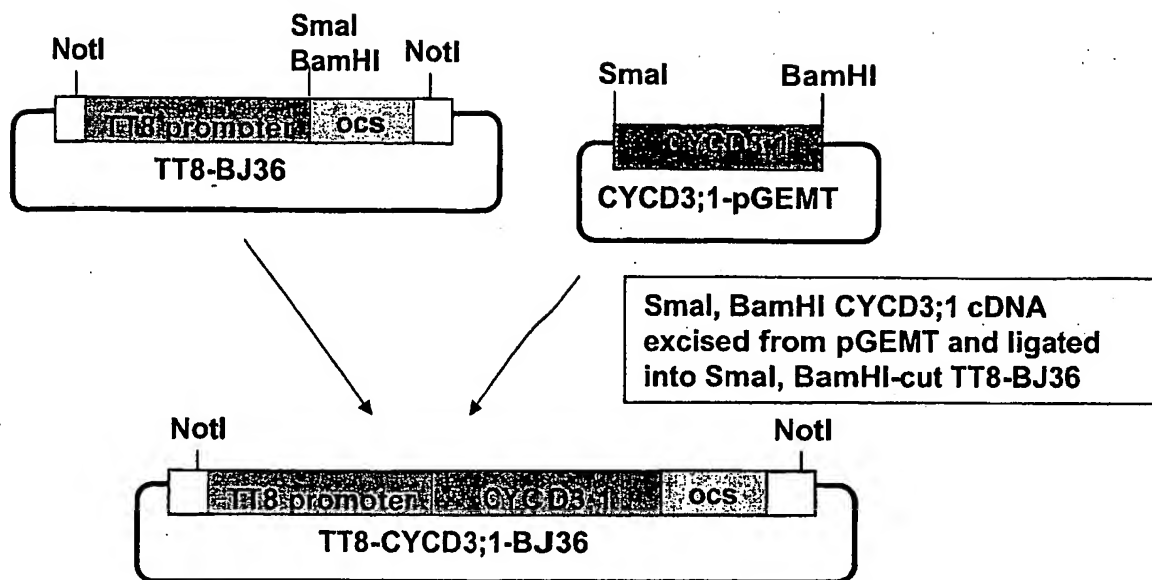 SmaI
NotI BamHI NotI
TT8 promoter ocs
TT8-BJ36
SmaI BamHI
CYCD3-1
CYCD3;1-pGEMT
SmaI, BamHI CYCD3;1 cDNA
excised from pGEMT and ligated
into SmaI, BamHI-cut TT8-BJ36
NotI NotI
TT8 promoter CYCD3-1 ocs
TT8-CYCD3;1-BJ36